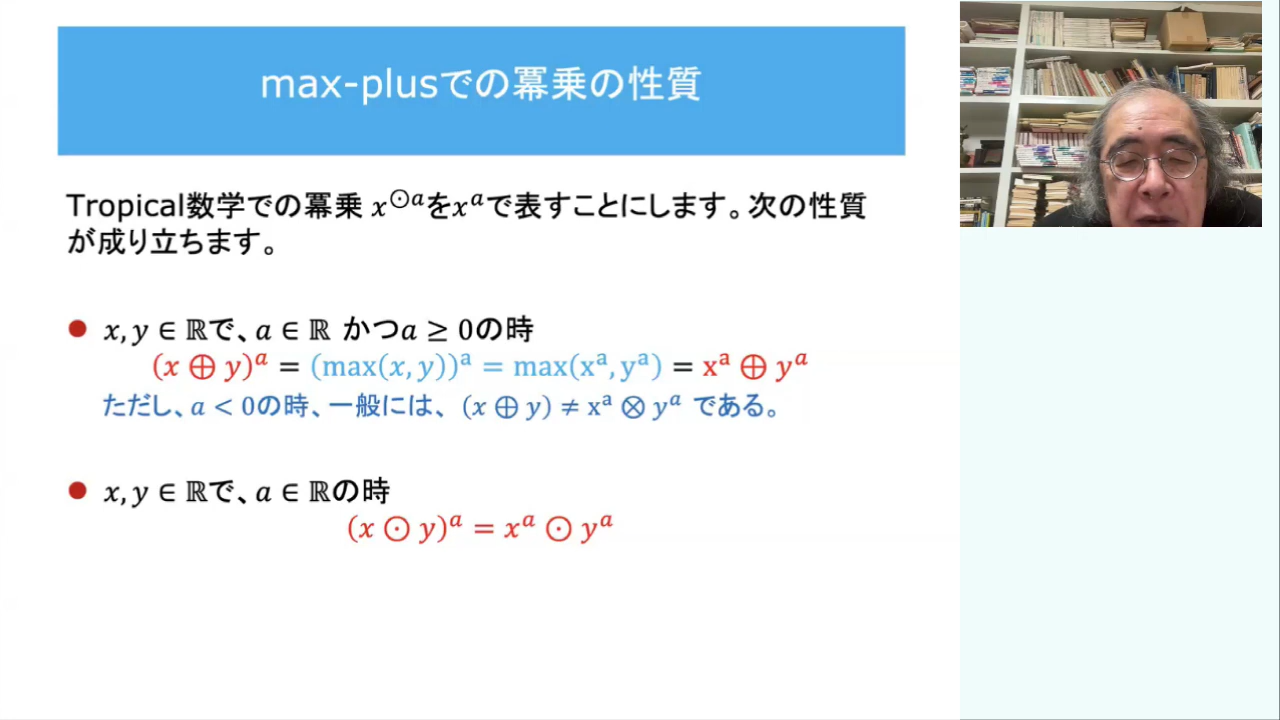 max-plusでの冪乗の性質
Tropical数学での冪乗 x^{⊙a}をx^aで表すことにします。次の性質
が成り立ちます。
● x, y ∈ ℝで、a ∈ ℝ かつa ≥ 0の時
(x ⊕ y)^a = (max(x, y))^a = max(x^a, y^a) = x^a ⊕ y^a
ただし、a < 0の時、一般には、 (x ⊕ y) ≠ x^a ⊗ y^a である。
● x, y ∈ ℝで、a ∈ ℝの時
(x ⊙ y)^a = x^a ⊙ y^a